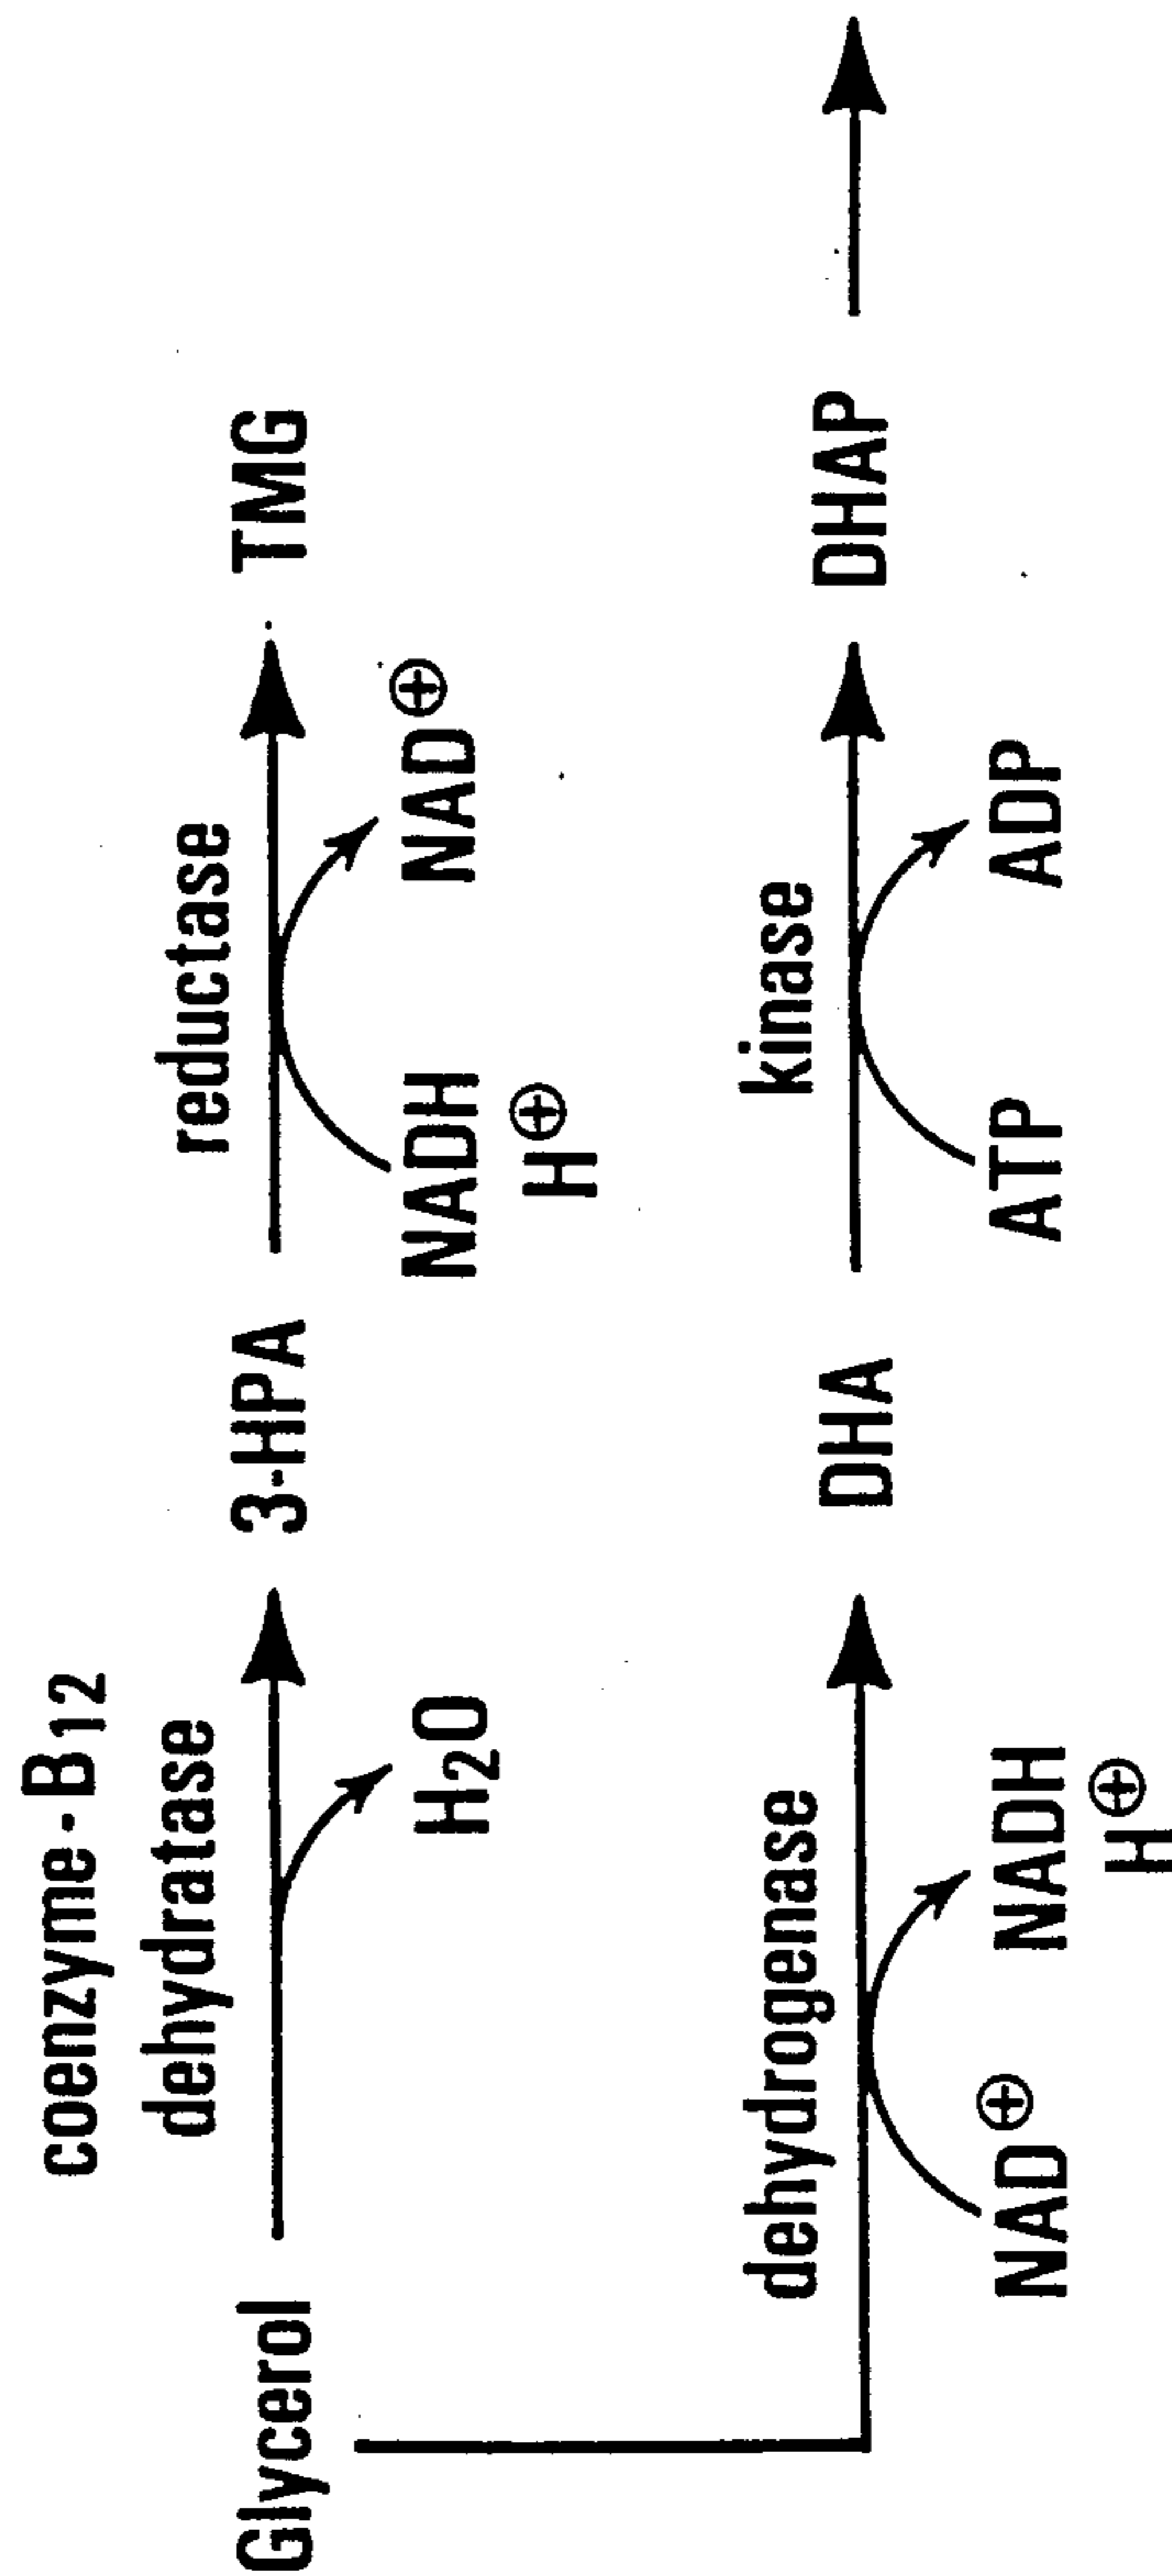 coenzyme-B12
dehydratase
reductase
Glycerol
3-HPA
TMG
H2O
NADH
H⊕
NAD⊕
dehydrogenase
kinase
DHA
DHAP
NAD⊕
NADH
H⊕
ATP
ADP